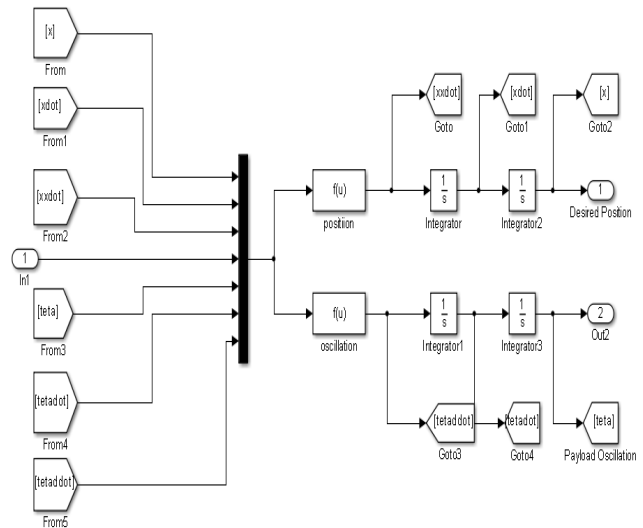 [x]
From
[xdot]
From1
[xxdot]
From2
1
In1
[teta]
From3
[tetadot]
From4
[tetaddot]
From5
f(u)
positiion
f(u)
oscillation
[xxdot]
Goto
[xdot]
Goto1
[x]
Goto2
1
s
Integrator
1
s
Integrator2
1
Desired Position
1
s
Integrator1
1
s
Integrator3
2
Out2
[tetaddot]
Goto3
[tetadot]
Goto4
[teta]
Payload Oscillation